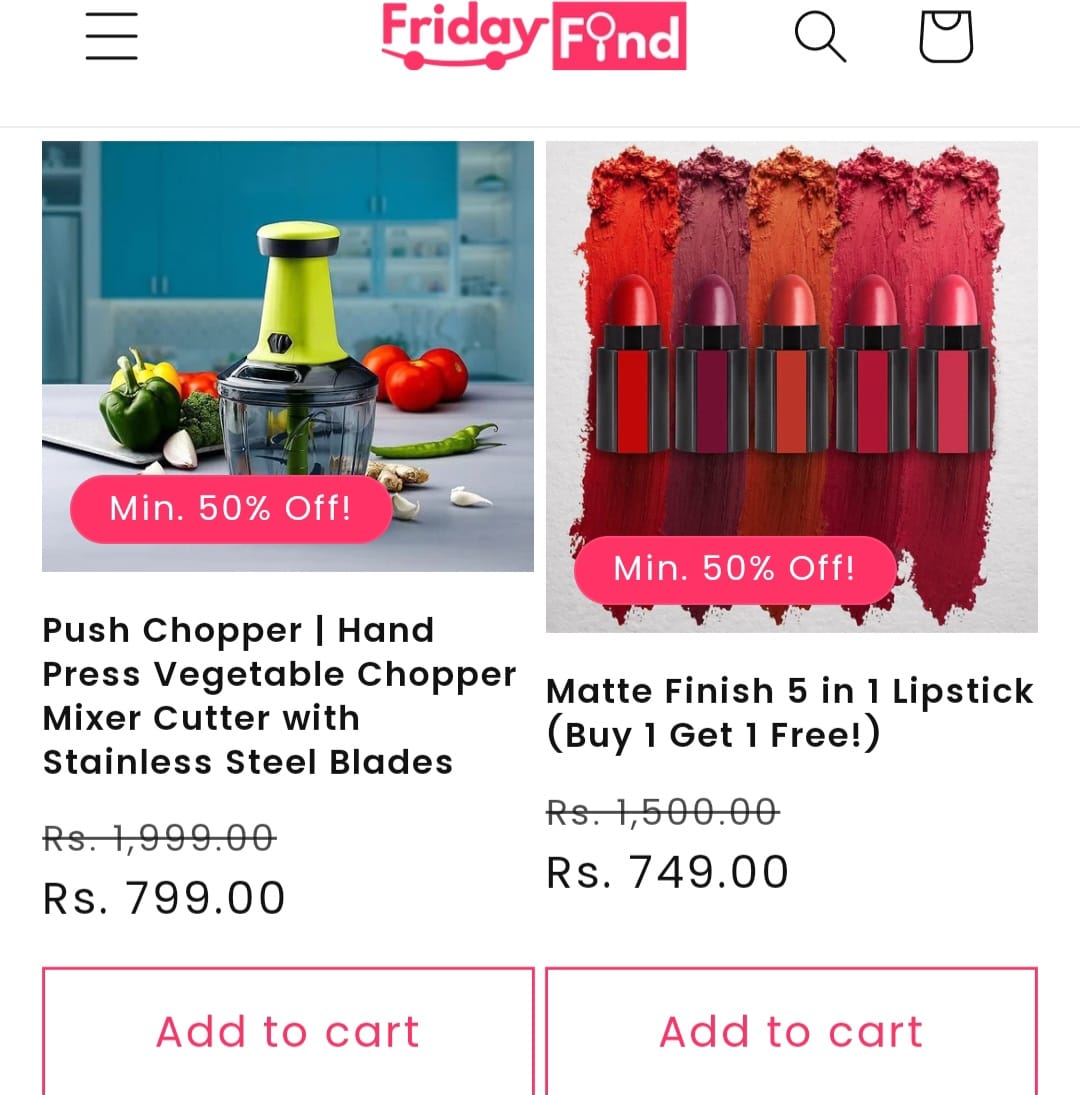 Friday Find
Min. 50% Off!
Push Chopper | Hand
Press Vegetable Chopper
Mixer Cutter with
Stainless Steel Blades
Rs. 1,999.00
Rs. 799.00
Add to cart
Min. 50% Off!
Matte Finish 5 in 1 Lipstick
(Buy 1 Get 1 Free!)
Rs. 1,500.00
Rs. 749.00
Add to cart